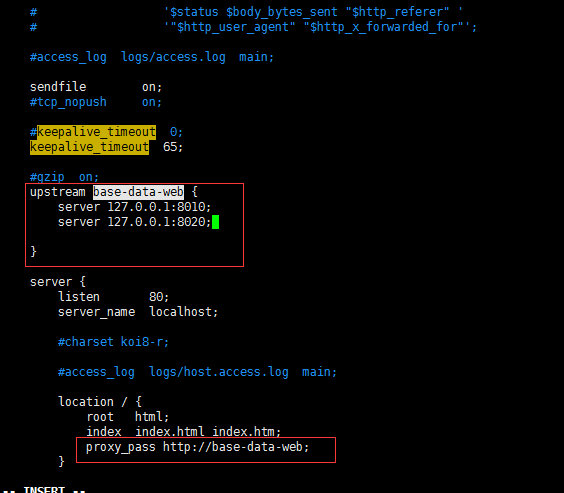 #                  '$status $body_bytes_sent "$http_referer" '
#                  '"$http_user_agent" "$http_x_forwarded_for"';
#access_log  logs/access.log  main;
sendfile        on;
#tcp_nopush     on;
#keepalive_timeout  0;
keepalive_timeout  65;
#gzip  on;
upstream base-data-web {
    server 127.0.0.1:8010;
    server 127.0.0.1:8020;
}
server {
    listen       80;
    server_name  localhost;
    #charset koi8-r;
    #access_log  logs/host.access.log  main;
    location / {
        root   html;
        index  index.html index.htm;
        proxy_pass http://base-data-web;
    }
-- INSERT --